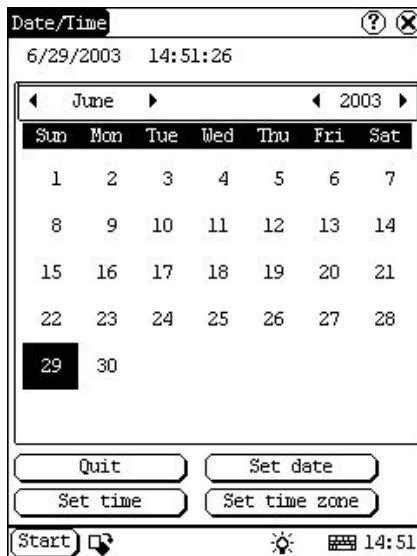 Date/Time ?
6/29/2003 14:51:26
June 2003
Sun Mon Tue Wed Thu Fri Sat
1 2 3 4 5 6 7
8 9 10 11 12 13 14
15 16 17 18 19 20 21
22 23 24 25 26 27 28
29 30
Quit Set date
Set time Set time zone
Start 14:51